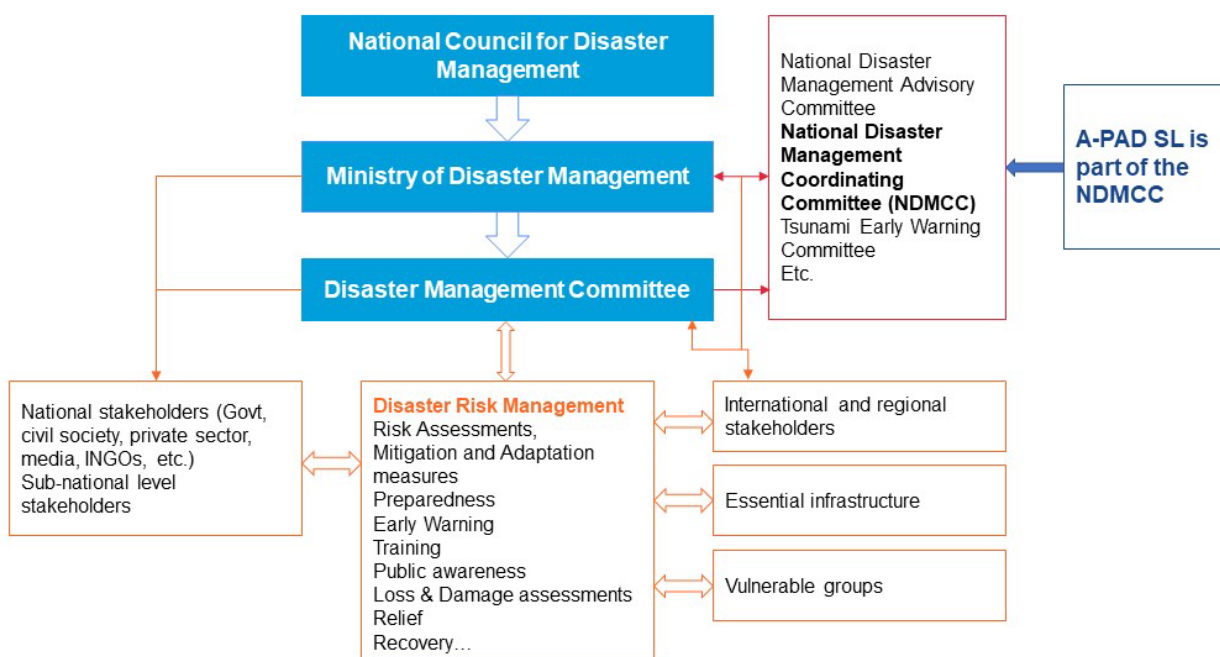 National Council for Disaster
Management
Ministry of Disaster Management
Disaster Management Committee
National Disaster
Management Advisory
Committee
National Disaster
Management
Coordinating
Committee (NDMCC)
Tsunami Early Warning
Committee
Etc.
A-PAD SL is
part of the
NDMCC
National stakeholders (Govt,
civil society, private sector,
media, INGOs, etc.)
Sub-national level
stakeholders
Disaster Risk Management
Risk Assessments,
Mitigation and Adaptation
measures
Preparedness
Early Warning
Training
Public awareness
Loss & Damage assessments
Relief
Recovery…
International and regional
stakeholders
Essential infrastructure
Vulnerable groups